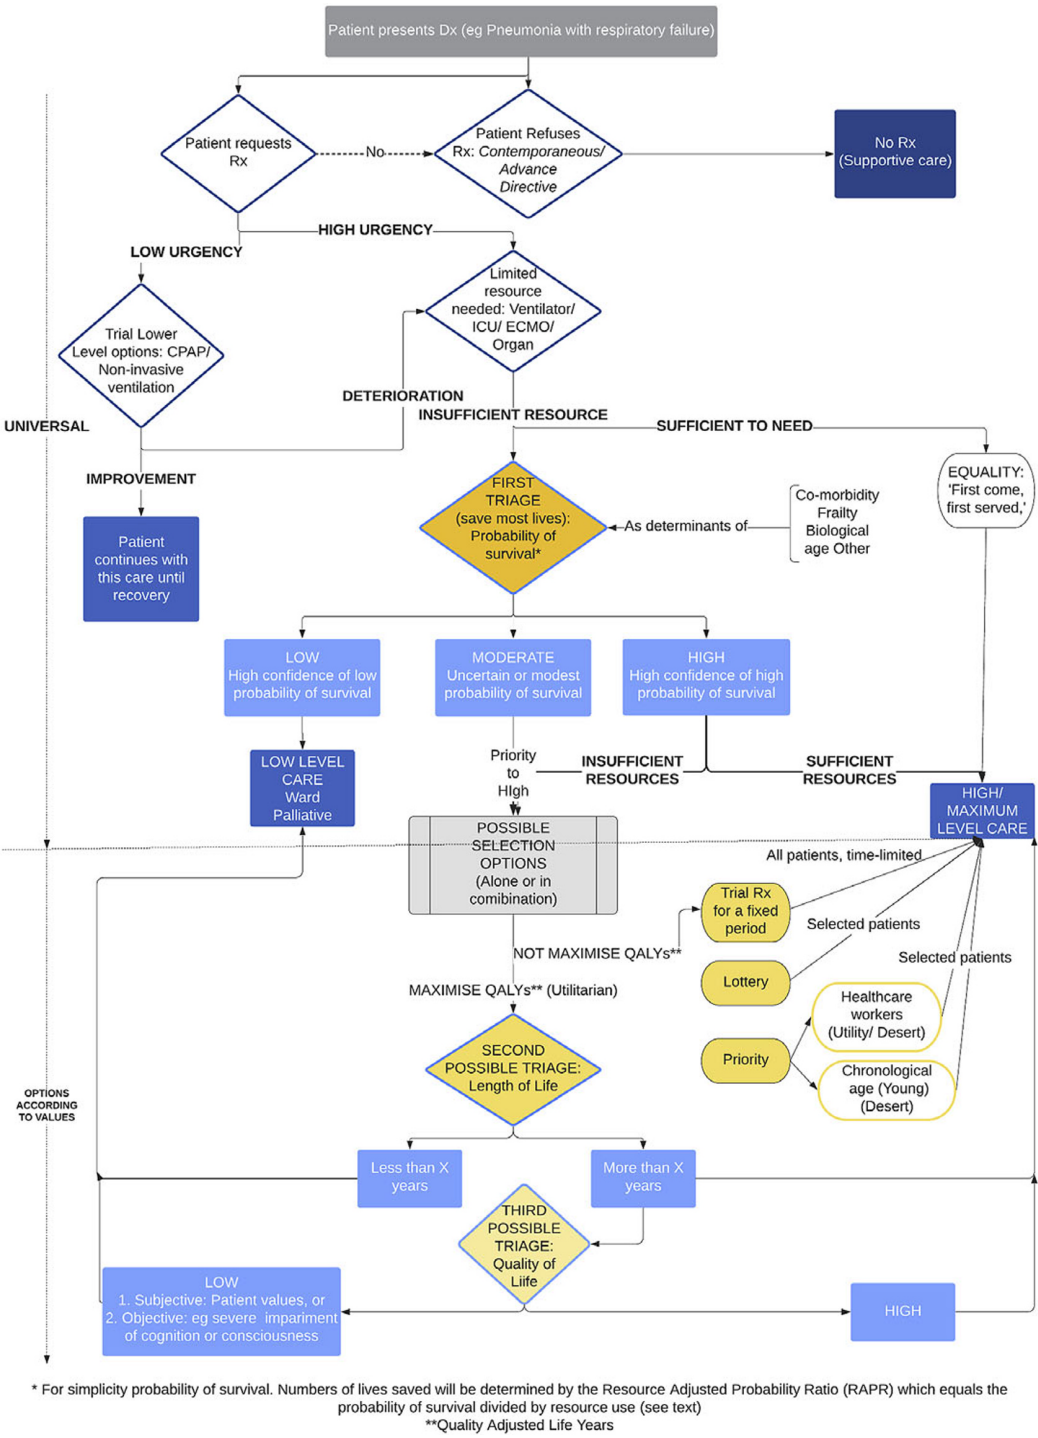 Patient presents Dx (eg Pneumonia with respiratory failure)
Patient requests
Rx
No
Patient Refuses
Rx: Contemporaneous/
Advance
Directive
No Rx
(Supportive care)
HIGH URGENCY
LOW URGENCY
Limited
resource
needed: Ventilator/
ICU/ ECMO/
Organ
Trial Lower
Level options: CPAP/
Non-invasive
ventilation
DETERIORATION
INSUFFICIENT RESOURCE
SUFFICIENT TO NEED
UNIVERSAL
IMPROVEMENT
EQUALITY:
'First come,
first served,'
FIRST
TRIAGE
(save most lives):
Probability of
survival*
As determinants of
Co-morbidity
Frailty
Biological
age Other
Patient
continues with
this care until
recovery
LOW
High confidence of low
probability of survival
MODERATE
Uncertain or modest
probability of survival
HIGH
High confidence of high
probability of survival
LOW LEVEL
CARE
Ward
Palliative
Priority
to
HIgh
INSUFFICIENT
RESOURCES
SUFFICIENT
RESOURCES
HIGH/
MAXIMUM
LEVEL CARE
POSSIBLE
SELECTION
OPTIONS
(Alone or in
comibination)
All patients, time-limited
Trial Rx
for a fixed
period
Selected patients
NOT MAXIMISE QALYs**
Selected patients
Lottery
MAXIMISE QALYs** (Utilitarian)
Healthcare
workers
(Utility/ Desert)
Priority
Chronological
age (Young)
(Desert)
SECOND
POSSIBLE TRIAGE:
Length of Life
OPTIONS
ACCORDING
TO VALUES
Less than X
years
More than X
years
THIRD
POSSIBLE
TRIAGE:
Quality of
Liife
LOW
1. Subjective: Patient values, or
2. Objective: eg severe impariment
of cognition or consciousness
HIGH
* For simplicity probability of survival. Numbers of lives saved will be determined by the Resource Adjusted Probability Ratio (RAPR) which equals the
probability of survival divided by resource use (see text)
**Quality Adjusted Life Years